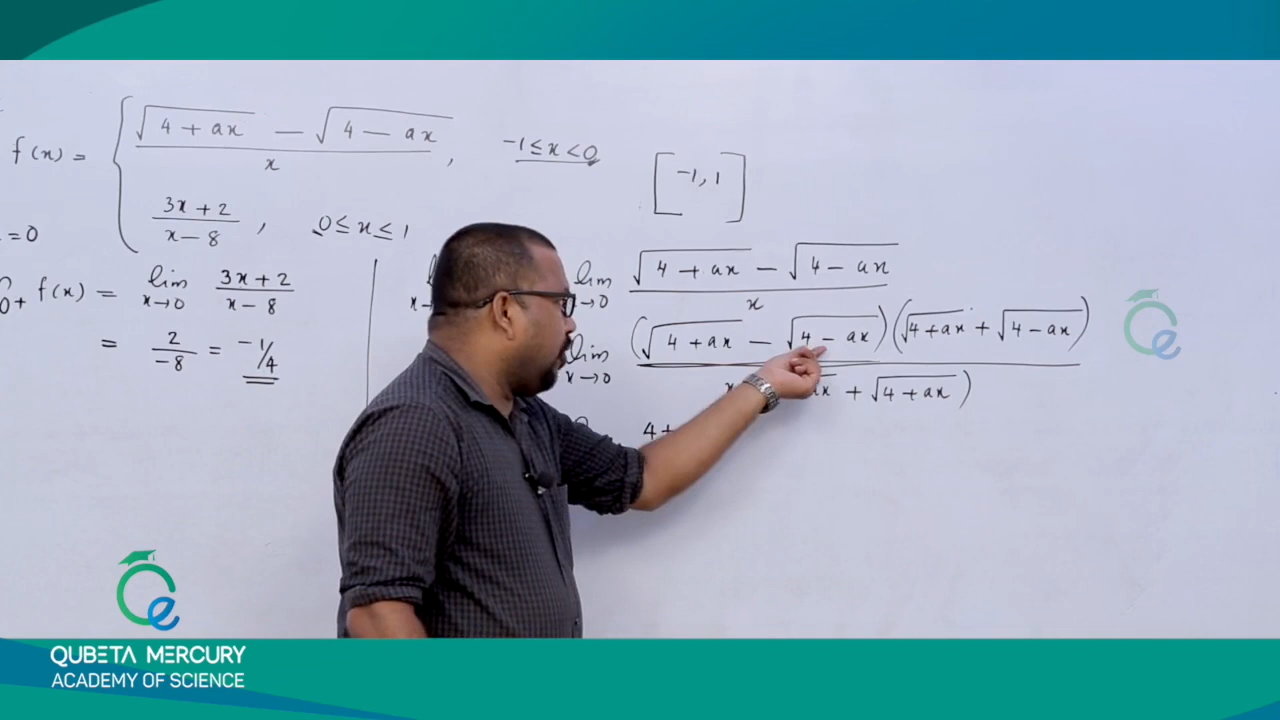 f(x) = { √(4 + ax) − √(4 − ax) / x , −1 ≤ x < 0
[−1, 1]
3x + 2 / x − 8 , 0 ≤ x ≤ 1
= 0
0+ f(x) = lim x→0 3x + 2 / x − 8
= 2 / −8 = −1/4
lim x→0 √(4 + ax) − √(4 − ax) / x
lim x→0 (√(4 + ax) − √(4 − ax)) (√(4 + ax) + √(4 − ax)) / x ax + √(4 + ax))
4+
QUBETA MERCURY
ACADEMY OF SCIENCE